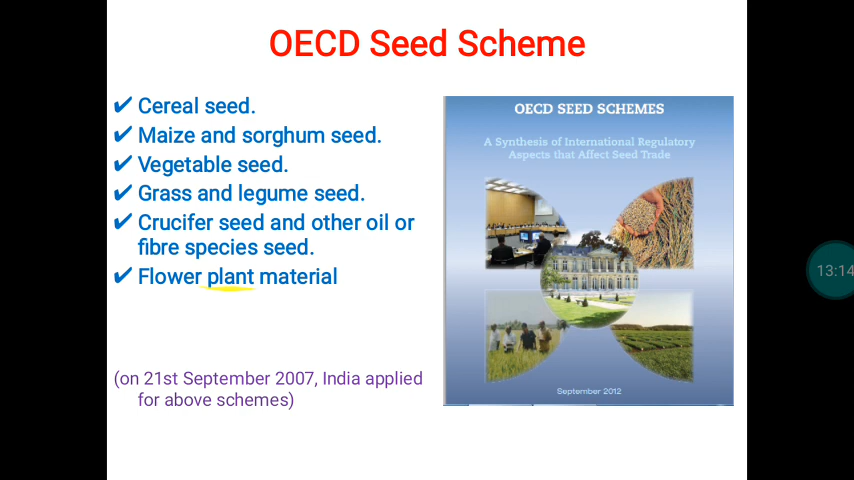 OECD Seed Scheme
✔ Cereal seed.
✔ Maize and sorghum seed.
✔ Vegetable seed.
✔ Grass and legume seed.
✔ Crucifer seed and other oil or
fibre species seed.
✔ Flower plant material
(on 21st September 2007, India applied
for above schemes)
OECD SEED SCHEMES
A Synthesis of International Regulatory
Aspects that Affect Seed Trade
September 2012
13:14